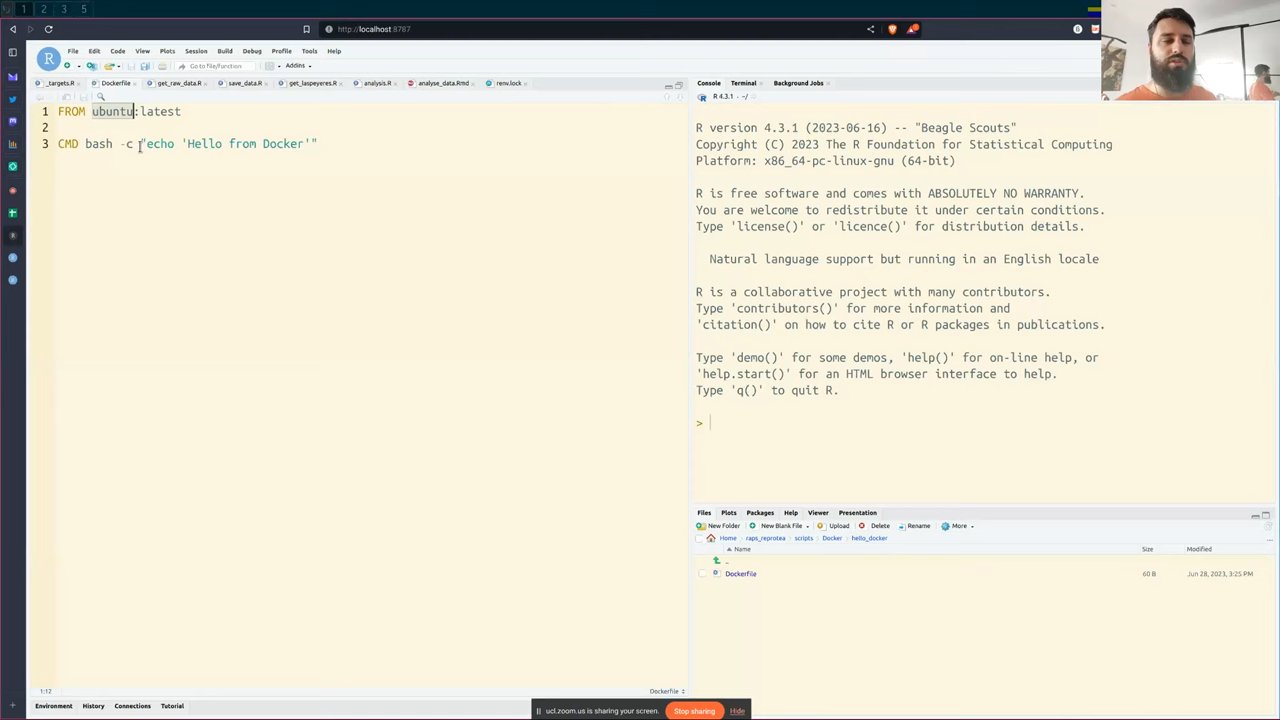 1 2 3 5
http://localhost:8767
File Edit Code View Plots Session Build Debug Profile Tools Help
Go to file/function Addins
_targets.R Dockerfile get_raw_data.R save_data.R get_laspeyeres.R analysis.R analyse_data.Rmd renv.lock
1 FROM ubuntu:latest
2
3 CMD bash -c "echo 'Hello from Docker'"
1:12 Dockerfile
Environment History Connections Tutorial
Console Terminal Background Jobs
R 4.3.1 · ~/
R version 4.3.1 (2023-06-16) -- "Beagle Scouts"
Copyright (C) 2023 The R Foundation for Statistical Computing
Platform: x86_64-pc-linux-gnu (64-bit)
R is free software and comes with ABSOLUTELY NO WARRANTY.
You are welcome to redistribute it under certain conditions.
Type 'license()' or 'licence()' for distribution details.
Natural language support but running in an English locale
R is a collaborative project with many contributors.
Type 'contributors()' for more information and
'citation()' on how to cite R or R packages in publications.
Type 'demo()' for some demos, 'help()' for on-line help, or
'help.start()' for an HTML browser interface to help.
Type 'q()' to quit R.
>
Files Plots Packages Help Viewer Presentation
New Folder New Blank File Upload Delete Rename More
Home raps_reprotea scripts Docker hello_docker
Name Size Modified
..
Dockerfile 60 B Jun 28, 2023, 3:25 PM
ucl.zoom.us is sharing your screen. Stop sharing Hide